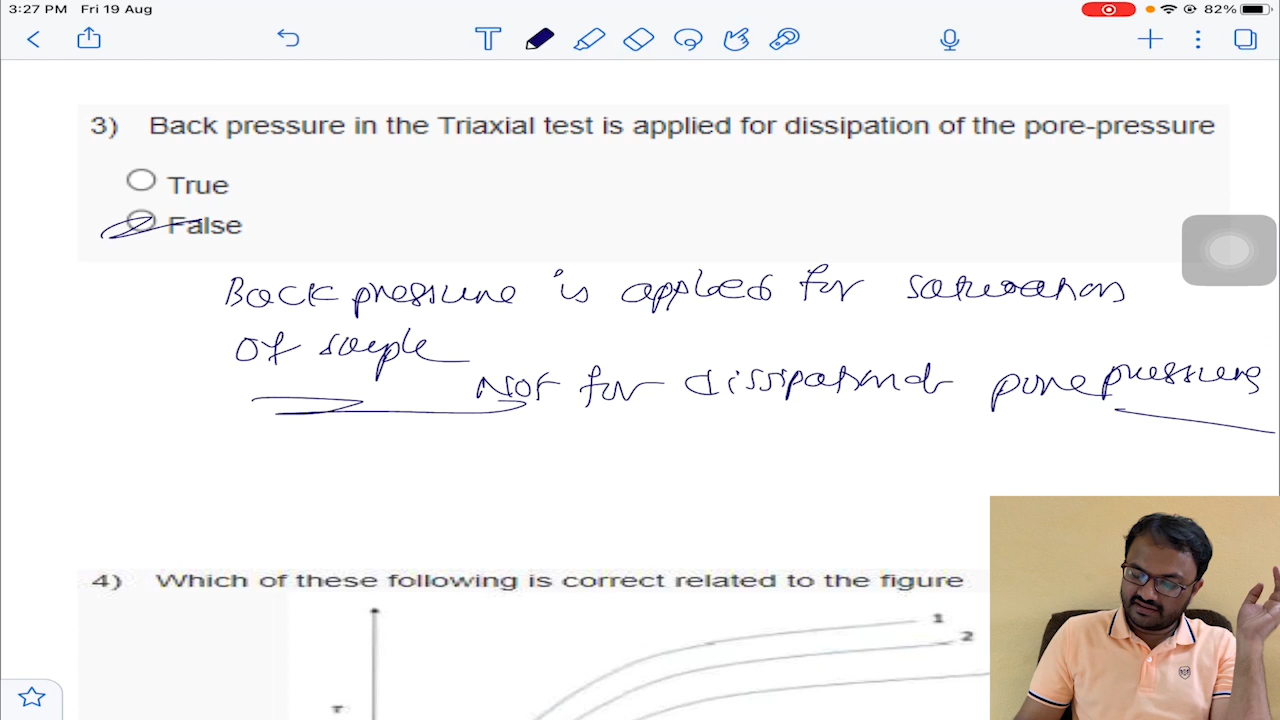 3:27 PM Fri 19 Aug
82%
3) Back pressure in the Triaxial test is applied for dissipation of the pore-pressure
True
False
Back pressure is applied for saturation
of sample
Not for dissipation of pore pressure
4) Which of these following is correct related to the figure
1
2
T